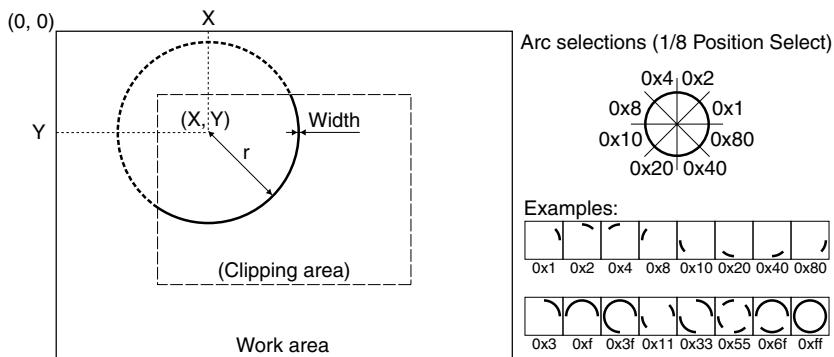 (0, 0)
X
Y
(X, Y)
Width
r
(Clipping area)
Work area
Arc selections (1/8 Position Select)
0x4 0x2
0x8 0x1
0x10 0x80
0x20 0x40
Examples:
0x1 0x2 0x4 0x8 0x10 0x20 0x40 0x80
0x3 0xf 0x3f 0x11 0x33 0x55 0x6f 0xff